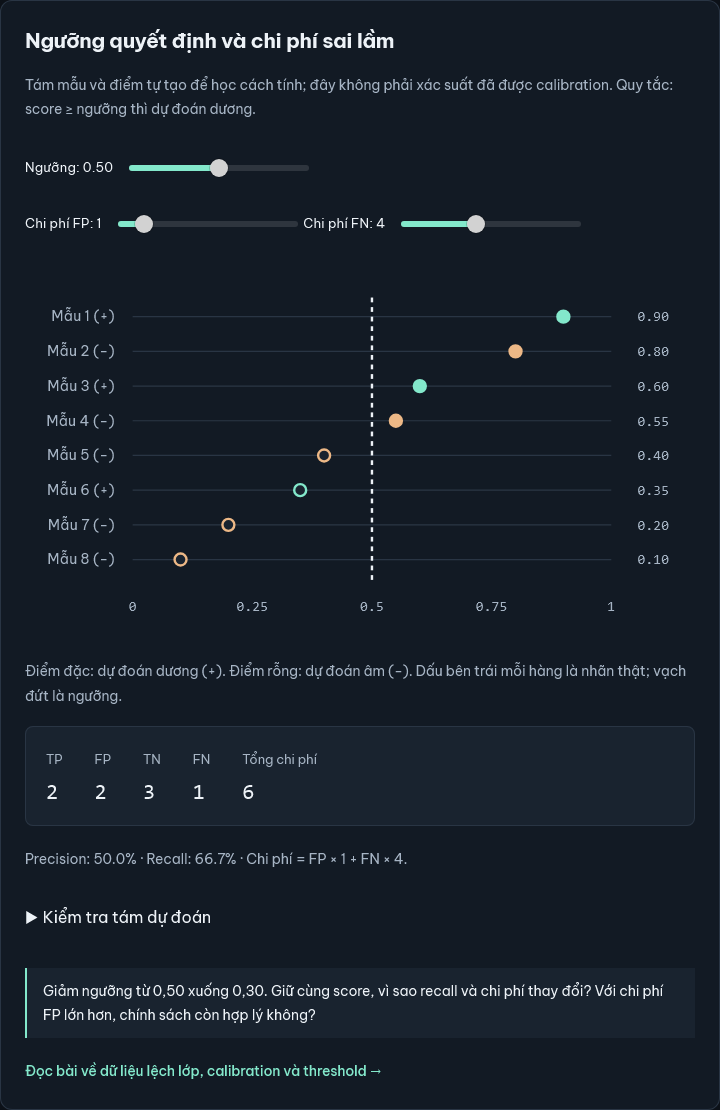 Ngưỡng quyết định và chi phí sai lầm
Tám mẫu và điểm tự tạo để học cách tính; đây không phải xác suất đã được calibration. Quy tắc:
score ≥ ngưỡng thì dự đoán dương.
Ngưỡng: 0.50
Chi phí FP: 1 Chi phí FN: 4
Mẫu 1 (+) 0.90
Mẫu 2 (−) 0.80
Mẫu 3 (+) 0.60
Mẫu 4 (−) 0.55
Mẫu 5 (−) 0.40
Mẫu 6 (+) 0.35
Mẫu 7 (−) 0.20
Mẫu 8 (−) 0.10
0 0.25 0.5 0.75 1
Điểm đặc: dự đoán dương (+). Điểm rỗng: dự đoán âm (−). Dấu bên trái mỗi hàng là nhãn thật; vạch
đứt là ngưỡng.
TP FP TN FN Tổng chi phí
2 2 3 1 6
Precision: 50.0% · Recall: 66.7% · Chi phí = FP × 1 + FN × 4.
▶ Kiểm tra tám dự đoán
Giảm ngưỡng từ 0,50 xuống 0,30. Giữ cùng score, vì sao recall và chi phí thay đổi? Với chi phí
FP lớn hơn, chính sách còn hợp lý không?
Đọc bài về dữ liệu lệch lớp, calibration và threshold →